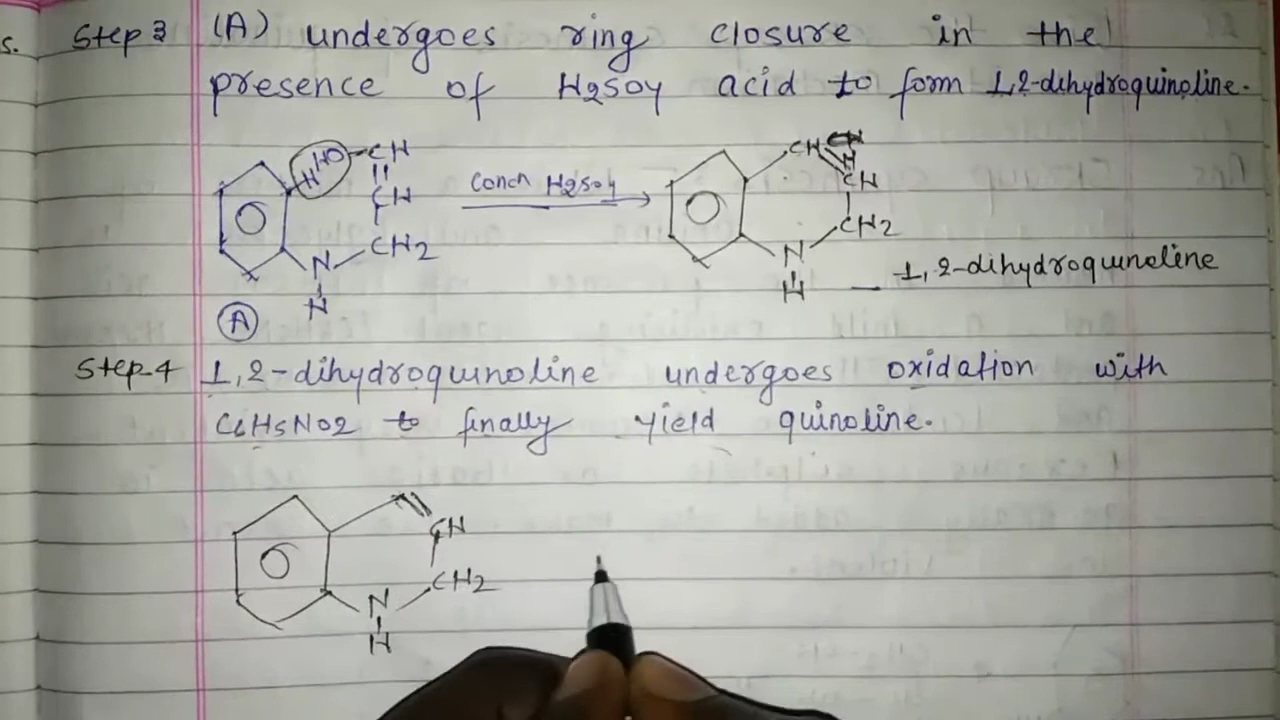 s. Step 3 (A) undergoes ring closure in the
presence of H2SO4 acid to form 1,2-dihydroquinoline.
H HO-CH
CH
CH2
N
H
A
Conc H2SO4
CH
CH
CH2
N
H
1,2-dihydroquinoline
Step-4 1,2-dihydroquinoline undergoes oxidation with
C6H5NO2 to finally yield quinoline.
CH
CH2
N
H